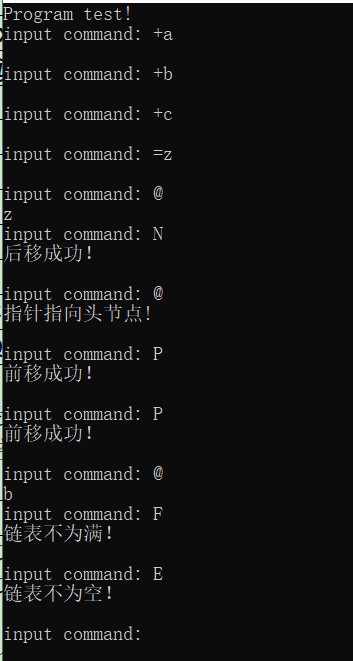 Program test!
input command: +a
input command: +b
input command: +c
input command: =z
input command: @
z
input command: N
后移成功!
input command: @
指针指向头节点!
input command: P
前移成功!
input command: P
前移成功!
input command: @
b
input command: F
链表不为满!
input command: E
链表不为空!
input command: